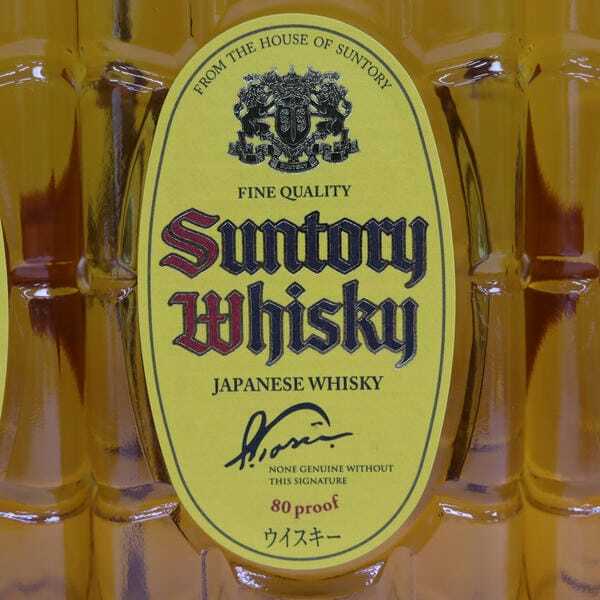 FROM THE HOUSE OF SUNTORY
SUNTORY
FINE QUALITY
Suntory
Whisky
JAPANESE WHISKY
NONE GENUINE WITHOUT
THIS SIGNATURE
80 proof
ウイスキー